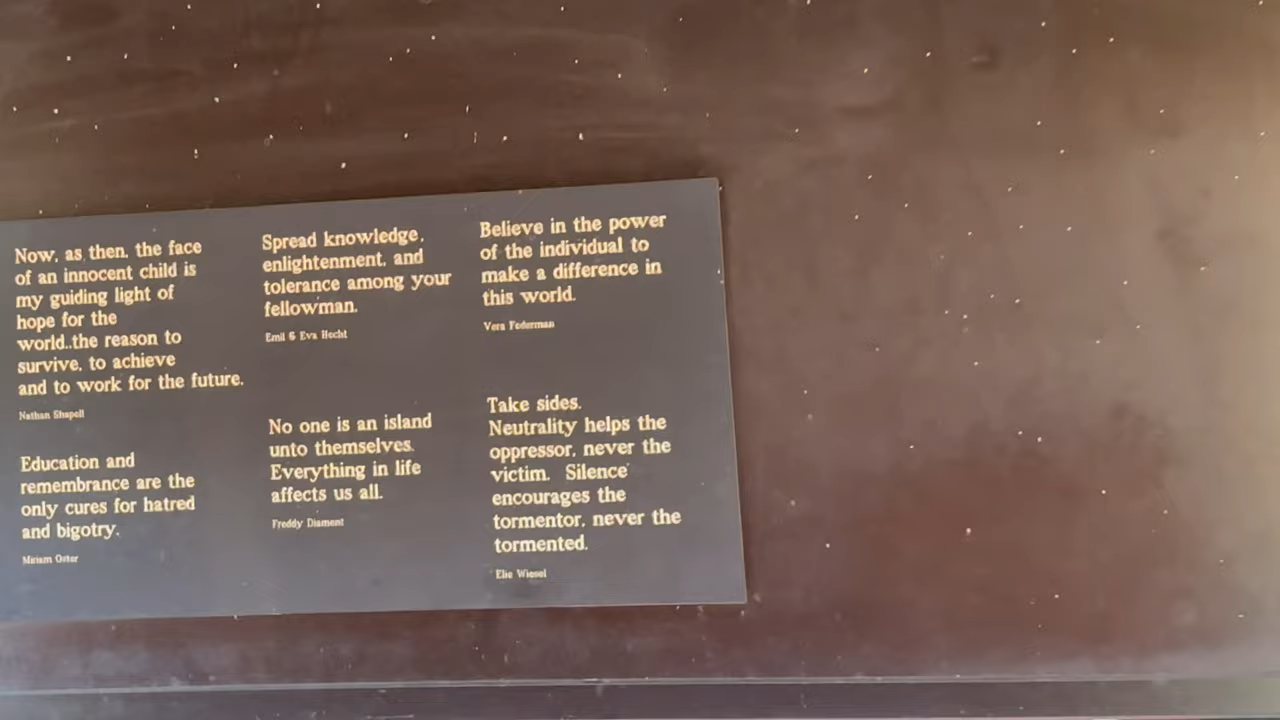 Now, as then, the face
of an innocent child is
my guiding light of
hope for the
world..the reason to
survive, to achieve
and to work for the future.
Nathan Shapell
Education and
remembrance are the
only cures for hatred
and bigotry.
Miriam Oster
Spread knowledge,
enlightenment, and
tolerance among your
fellowman.
Emil & Eva Hecht
No one is an island
unto themselves.
Everything in life
affects us all.
Freddy Diament
Believe in the power
of the individual to
make a difference in
this world.
Vera Federman
Take sides.
Neutrality helps the
oppressor, never the
victim. Silence
encourages the
tormentor, never the
tormented.
Elie Wiesel